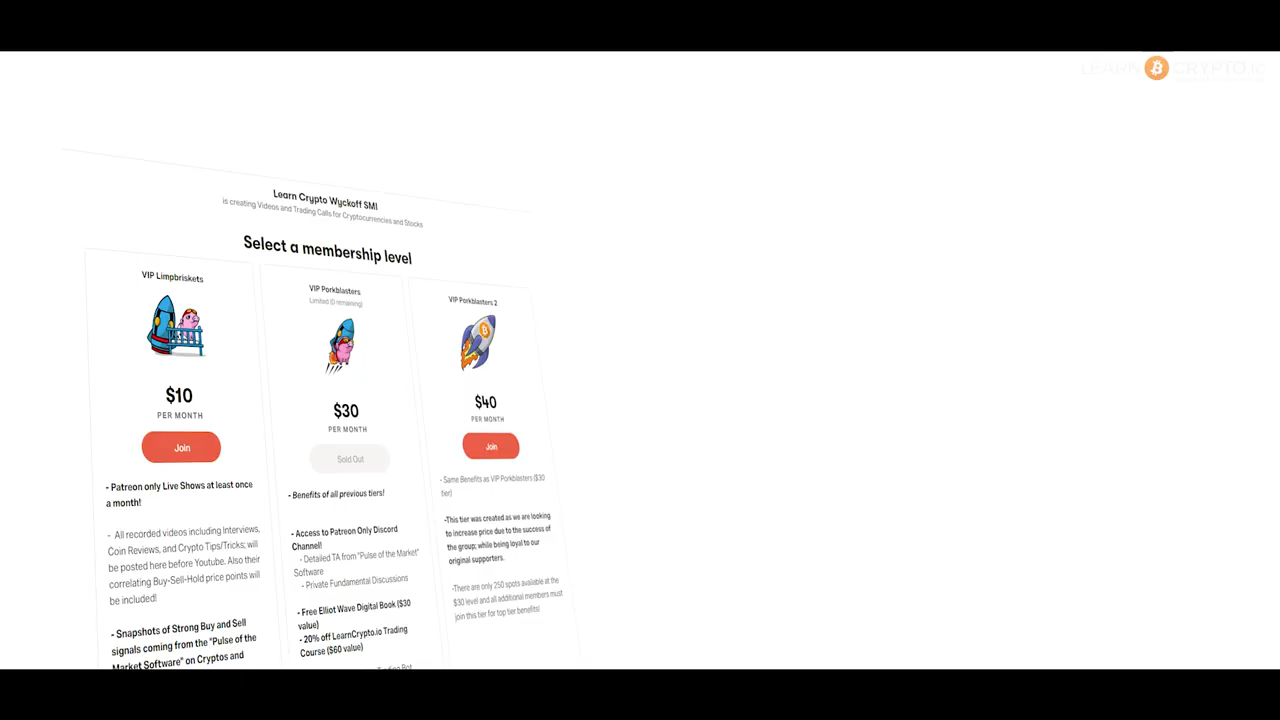 LEARN CRYPTO.IO
Learn Crypto Wyckoff SMI
is creating Videos and Trading Calls for Cryptocurrencies and Stocks
Select a membership level
VIP Limpbriskets
$10
PER MONTH
Join
- Patreon only Live Shows at least once
a month!
- All recorded videos including Interviews,
Coin Reviews, and Crypto Tips/Tricks; will
be posted here before Youtube. Also their
correlating Buy-Sell-Hold price points will
be included!
- Snapshots of Strong Buy and Sell
signals coming from the "Pulse of the
Market Software" on Cryptos and
VIP Porkblasters
Limited (0 remaining)
$30
PER MONTH
Sold Out
- Benefits of all previous tiers!
- Access to Patreon Only Discord
Channel!
- Detailed TA from "Pulse of the Market"
Software
- Private Fundamental Discussions
- Free Elliot Wave Digital Book ($30
value)
- 20% off LearnCrypto.io Trading
Course ($60 value)
Trading Bot
VIP Porkblasters 2
$40
PER MONTH
Join
- Same Benefits as VIP Porkblasters ($30
tier)
-This tier was created as we are looking
to increase price due to the success of
the group; while being loyal to our
original supporters.
-There are only 250 spots available at the
$30 level and all additional members must
join this tier for top tier benefits!